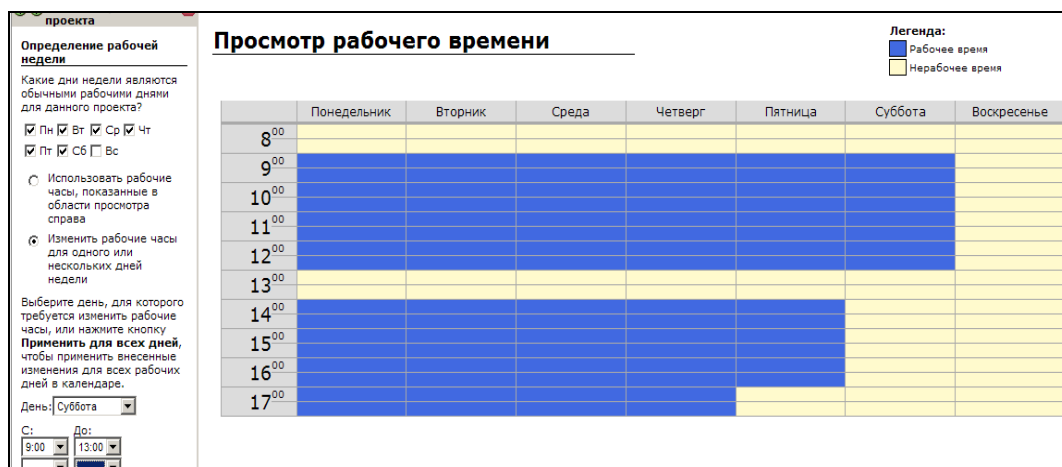 проекта
Определение рабочей
недели
Какие дни недели являются
обычными рабочими днями
для данного проекта?
Пн Вт Ср Чт
Пт Сб Вс
Использовать рабочие
часы, показанные в
области просмотра
справа
Изменить рабочие часы
для одного или
нескольких дней
недели
Выберите день, для которого
требуется изменить рабочие
часы, или нажмите кнопку
Применить для всех дней,
чтобы применить внесенные
изменения для всех рабочих
дней в календаре.
День: Суббота
С: До:
9:00 13:00
Просмотр рабочего времени
Легенда:
Рабочее время
Нерабочее время
Понедельник Вторник Среда Четверг Пятница Суббота Воскресенье
8⁰⁰
9⁰⁰
10⁰⁰
11⁰⁰
12⁰⁰
13⁰⁰
14⁰⁰
15⁰⁰
16⁰⁰
17⁰⁰